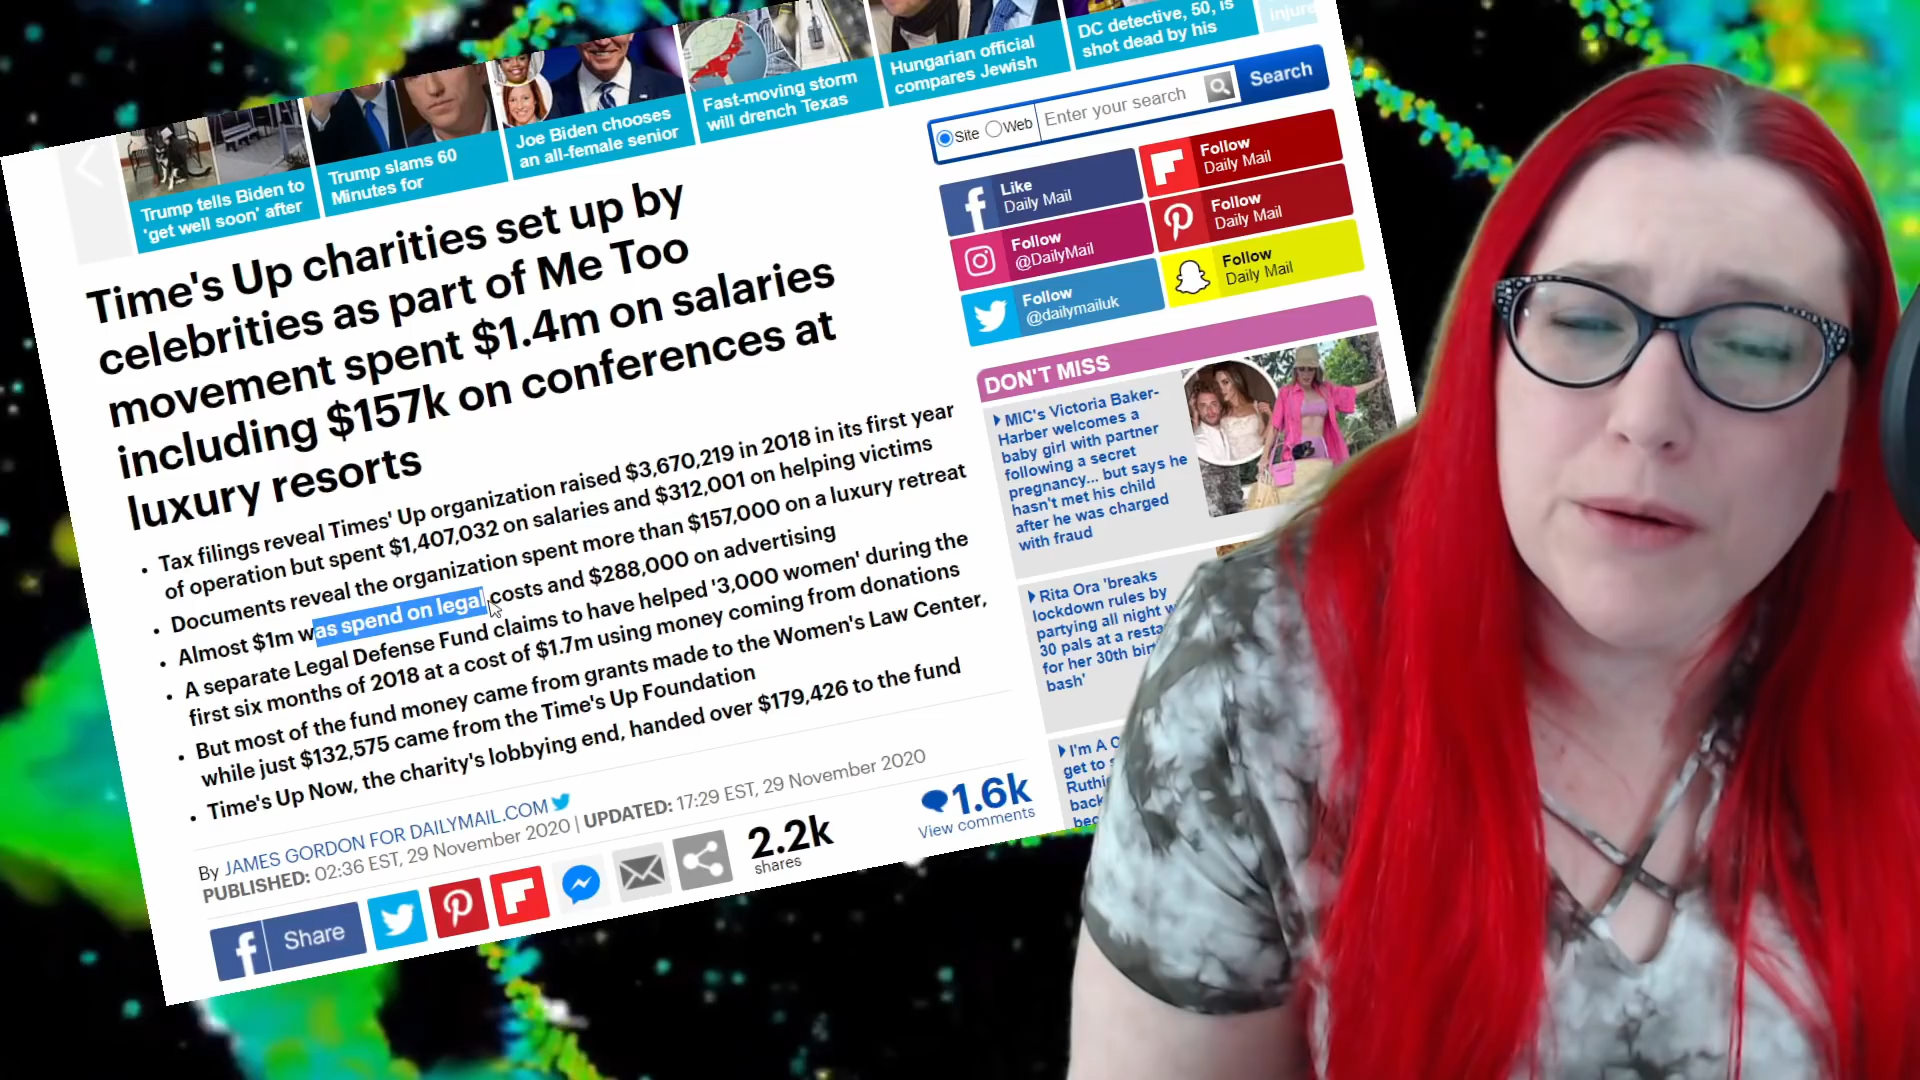 Trump tells Biden to
'get well soon' after
Trump slams 60
Minutes for
Joe Biden chooses
an all-female senior
Fast-moving storm
will drench Texas
Hungarian official
compares Jewish
DC detective, 50, is
shot dead by his
injure
Site Web Enter your search Search
Time's Up charities set up by
celebrities as part of Me Too
movement spent $1.4m on salaries
including $157k on conferences at
luxury resorts
Tax filings reveal Times' Up organization raised $3,670,219 in 2018 in its first year
of operation but spent $1,407,032 on salaries and $312,001 on helping victims
Documents reveal the organization spent more than $157,000 on a luxury retreat
Almost $1m was spend on legal costs and $288,000 on advertising
A separate Legal Defense Fund claims to have helped '3,000 women' during the
first six months of 2018 at a cost of $1.7m using money coming from donations
But most of the fund money came from grants made to the Women's Law Center,
while just $132,575 came from the Time's Up Foundation
Time's Up Now, the charity's lobbying end, handed over $179,426 to the fund
By JAMES GORDON FOR DAILYMAIL.COM
PUBLISHED: 02:36 EST, 29 November 2020 | UPDATED: 17:29 EST, 29 November 2020
Share
2.2k
shares
1.6k
View comments
Like
Daily Mail
Follow
Daily Mail
Follow
@DailyMail
Follow
Daily Mail
Follow
@dailymailuk
Follow
Daily Mail
DON'T MISS
MIC's Victoria Baker-
Harber welcomes a
baby girl with partner
following a secret
pregnancy... but says he
hasn't met his child
after he was charged
with fraud
Rita Ora 'breaks
lockdown rules by
partying all night w
30 pals at a resta
for her 30th birt
bash'
I'm A C
get to
Ruthi
back
bec